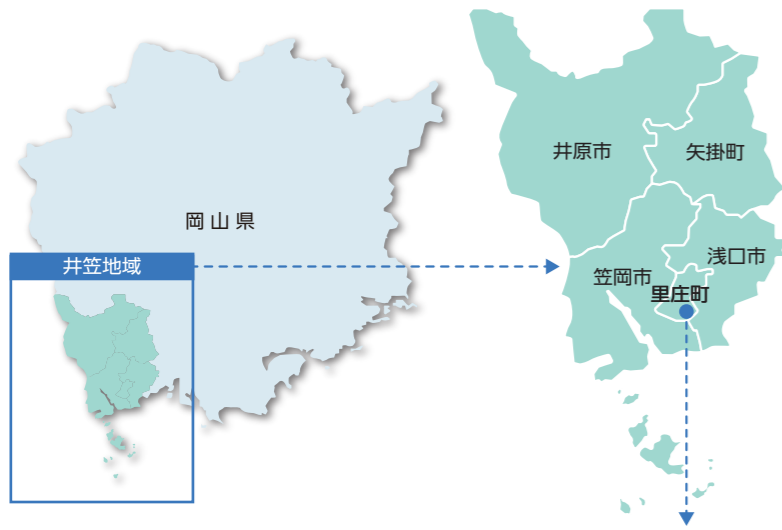 岡山県
井笠地域
井原市
矢掛町
浅口市
笠岡市
里庄町